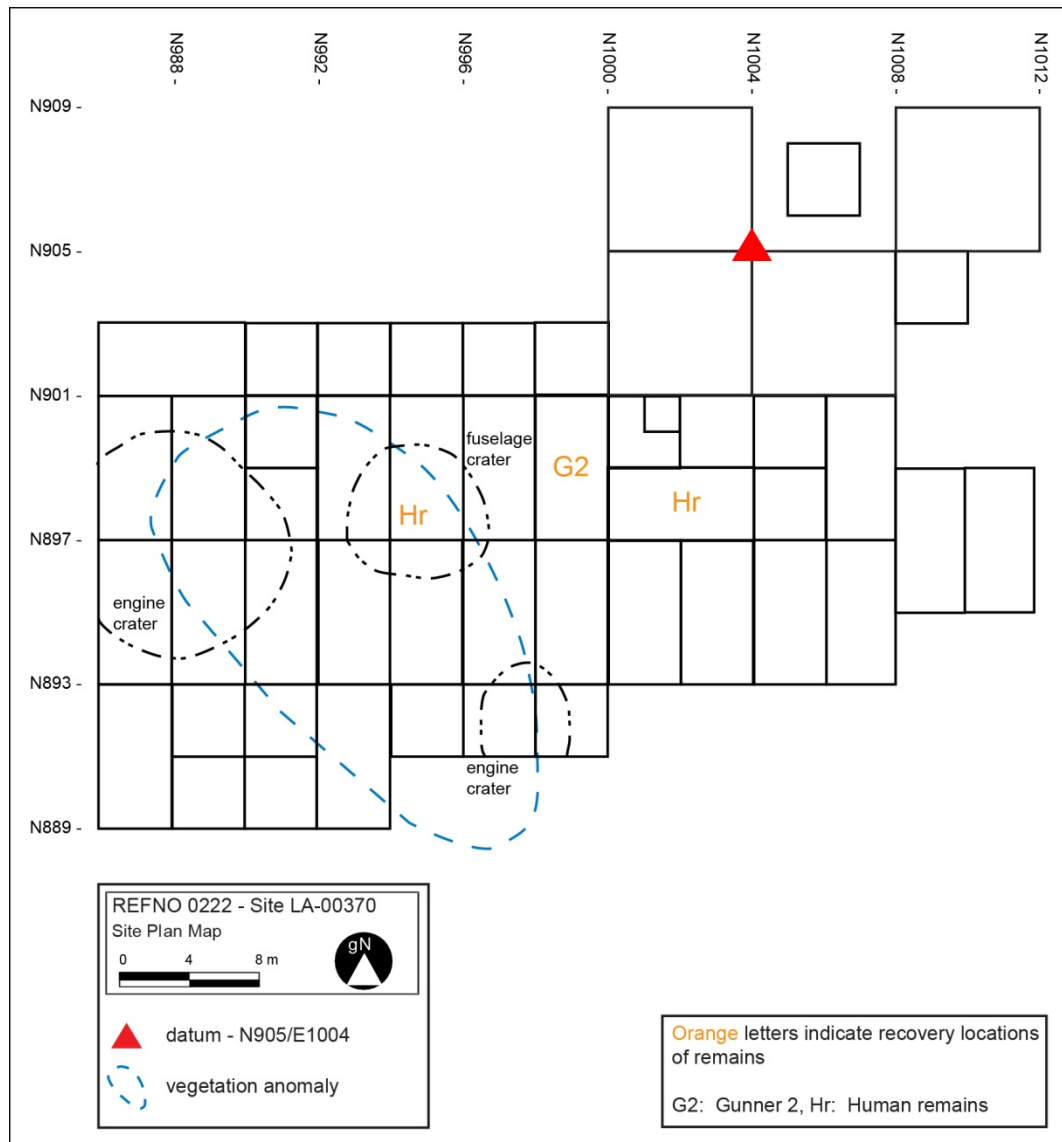 N988 -
N992 -
N996 -
N1000 -
N1004 -
N1008 -
N1012 -
N909 -
N905 -
N901 -
N897 -
N893 -
N889 -
fuselage
crater
G2
Hr
Hr
engine
crater
engine
crater
REFNO 0222 - Site LA-00370
Site Plan Map
gN
0 4 8 m
datum - N905/E1004
vegetation anomaly
Orange letters indicate recovery locations
of remains
G2: Gunner 2, Hr: Human remains